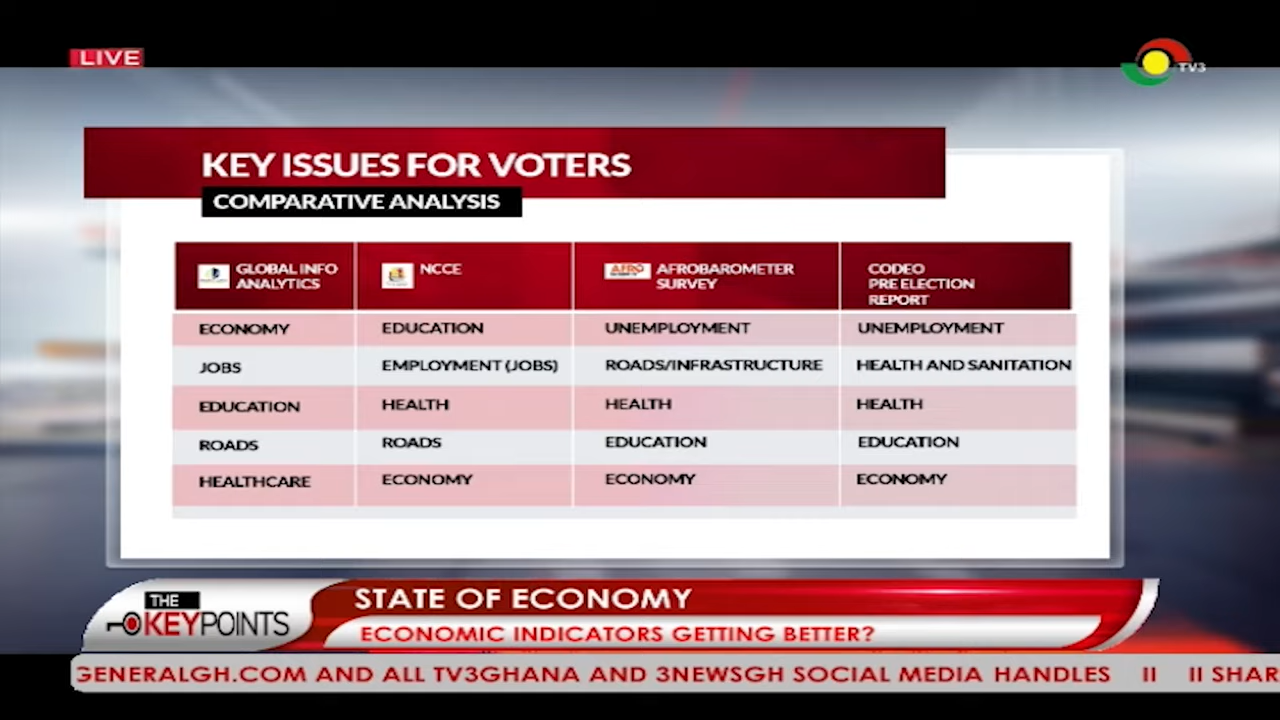 LIVE
TV3
KEY ISSUES FOR VOTERS
COMPARATIVE ANALYSIS
GLOBAL INFO
ANALYTICS
NCCE
AFRO
AFROBAROMETER
SURVEY
CODEO
PRE ELECTION
REPORT
ECONOMY EDUCATION UNEMPLOYMENT UNEMPLOYMENT
JOBS EMPLOYMENT (JOBS) ROADS/INFRASTRUCTURE HEALTH AND SANITATION
EDUCATION HEALTH HEALTH HEALTH
ROADS ROADS EDUCATION EDUCATION
HEALTHCARE ECONOMY ECONOMY ECONOMY
THE
KEYPOINTS
STATE OF ECONOMY
ECONOMIC INDICATORS GETTING BETTER?
GENERALGH.COM AND ALL TV3GHANA AND 3NEWSGH SOCIAL MEDIA HANDLES II II SHAR